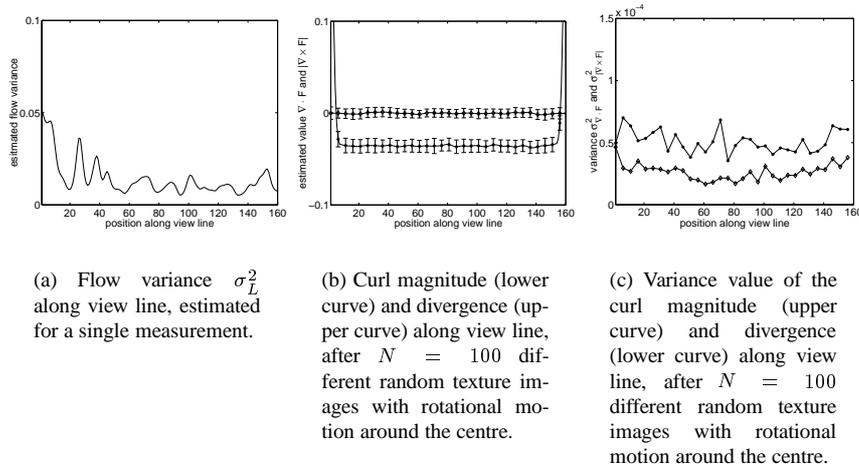 0.1
0.05
0
20 40 60 80 100 120 140 160
position along view line
estimated flow variance
0.1
0
−0.1
20 40 60 80 100 120 140 160
position along view line
estimated value ∇ · F and |∇ × F|
1.5 x 10⁻⁴
1
0.5
0
20 40 60 80 100 120 140 160
position along view line
variance σ²∇ · F and σ²|∇ × F|
(a) Flow variance σ²L
along view line, estimated
for a single measurement.
(b) Curl magnitude (lower
curve) and divergence (up-
per curve) along view line,
after N = 100 dif-
ferent random texture im-
ages with rotational mo-
tion around the centre.
(c) Variance value of the
curl magnitude (upper
curve) and divergence
(lower curve) along view
line, after N = 100
different random texture
images with rotational
motion around the centre.